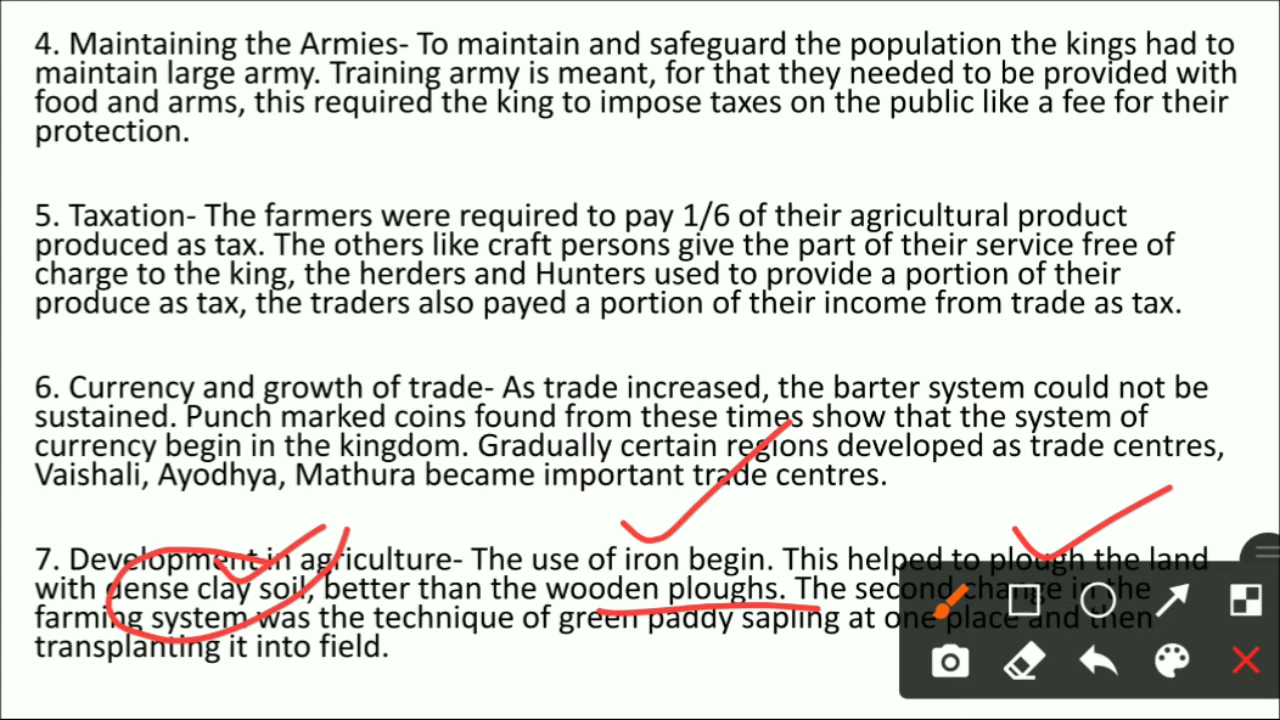 4. Maintaining the Armies- To maintain and safeguard the population the kings had to
maintain large army. Training army is meant, for that they needed to be provided with
food and arms, this required the king to impose taxes on the public like a fee for their
protection.
5. Taxation- The farmers were required to pay 1/6 of their agricultural product
produced as tax. The others like craft persons give the part of their service free of
charge to the king, the herders and Hunters used to provide a portion of their
produce as tax, the traders also payed a portion of their income from trade as tax.
6. Currency and growth of trade- As trade increased, the barter system could not be
sustained. Punch marked coins found from these times show that the system of
currency begin in the kingdom. Gradually certain regions developed as trade centres,
Vaishali, Ayodhya, Mathura became important trade centres.
7. Development in agriculture- The use of iron begin. This helped to plough the land
with dense clay soil, better than the wooden ploughs. The second change in the
farming system was the technique of green paddy sapling at one place and then
transplanting it into field.